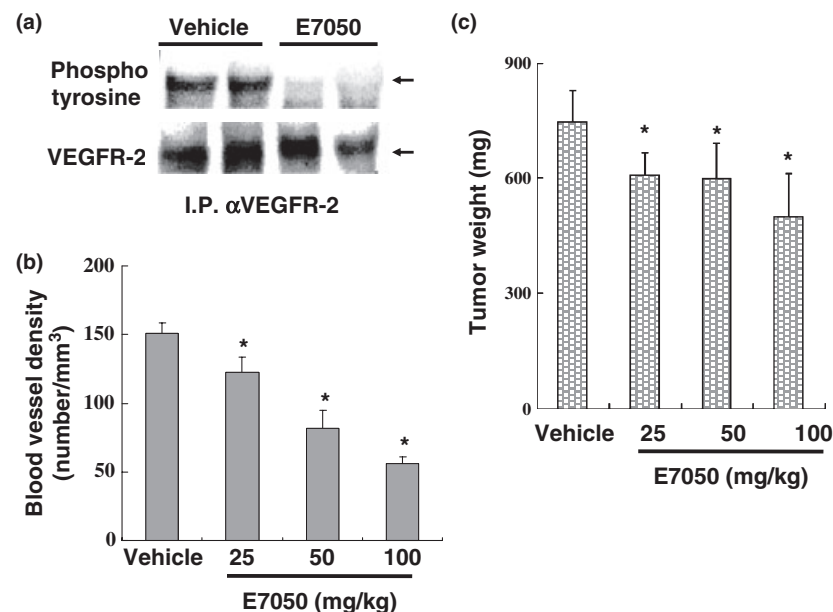 (a)
Vehicle E7050
Phospho
tyrosine
VEGFR-2
I.P. αVEGFR-2
(b)
Blood vessel density
(number/mm³)
200
150
100
50
0
* * *
Vehicle 25 50 100
E7050 (mg/kg)
(c)
Tumor weight (mg)
900
600
300
0
* * *
Vehicle 25 50 100
E7050 (mg/kg)